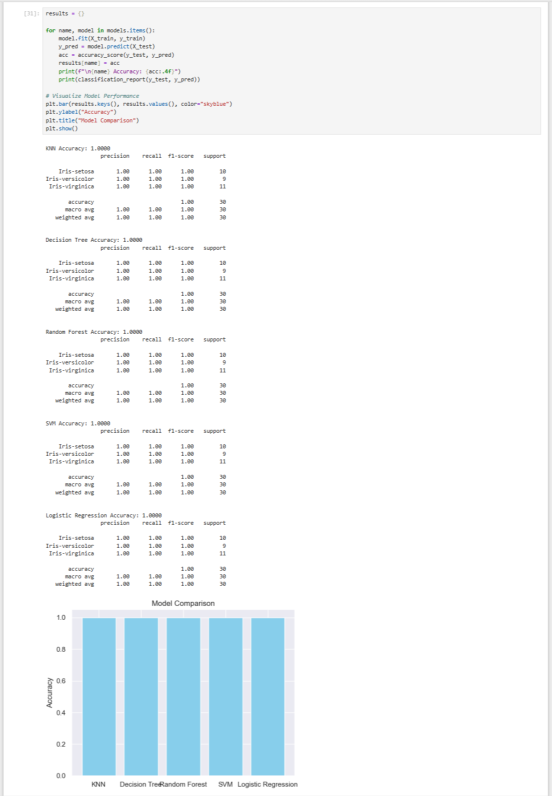 [31]: results = {}
for name, model in models.items():
model.fit(X_train, y_train)
y_pred = model.predict(X_test)
acc = accuracy_score(y_test, y_pred)
results[name] = acc
print(f"\n{name} Accuracy: {acc:.4f}")
print(classification_report(y_test, y_pred))
# Visualize Model Performance
plt.bar(results.keys(), results.values(), color="skyblue")
plt.ylabel("Accuracy")
plt.title("Model Comparison")
plt.show()
KNN Accuracy: 1.0000
precision recall f1-score support
Iris-setosa 1.00 1.00 1.00 10
Iris-versicolor 1.00 1.00 1.00 9
Iris-virginica 1.00 1.00 1.00 11
accuracy 1.00 30
macro avg 1.00 1.00 1.00 30
weighted avg 1.00 1.00 1.00 30
Decision Tree Accuracy: 1.0000
precision recall f1-score support
Iris-setosa 1.00 1.00 1.00 10
Iris-versicolor 1.00 1.00 1.00 9
Iris-virginica 1.00 1.00 1.00 11
accuracy 1.00 30
macro avg 1.00 1.00 1.00 30
weighted avg 1.00 1.00 1.00 30
Random Forest Accuracy: 1.0000
precision recall f1-score support
Iris-setosa 1.00 1.00 1.00 10
Iris-versicolor 1.00 1.00 1.00 9
Iris-virginica 1.00 1.00 1.00 11
accuracy 1.00 30
macro avg 1.00 1.00 1.00 30
weighted avg 1.00 1.00 1.00 30
SVM Accuracy: 1.0000
precision recall f1-score support
Iris-setosa 1.00 1.00 1.00 10
Iris-versicolor 1.00 1.00 1.00 9
Iris-virginica 1.00 1.00 1.00 11
accuracy 1.00 30
macro avg 1.00 1.00 1.00 30
weighted avg 1.00 1.00 1.00 30
Logistic Regression Accuracy: 1.0000
precision recall f1-score support
Iris-setosa 1.00 1.00 1.00 10
Iris-versicolor 1.00 1.00 1.00 9
Iris-virginica 1.00 1.00 1.00 11
accuracy 1.00 30
macro avg 1.00 1.00 1.00 30
weighted avg 1.00 1.00 1.00 30
Model Comparison
1.0
0.8
0.6
0.4
0.2
0.0
Accuracy
KNN Decision Tree Random Forest SVM Logistic Regression